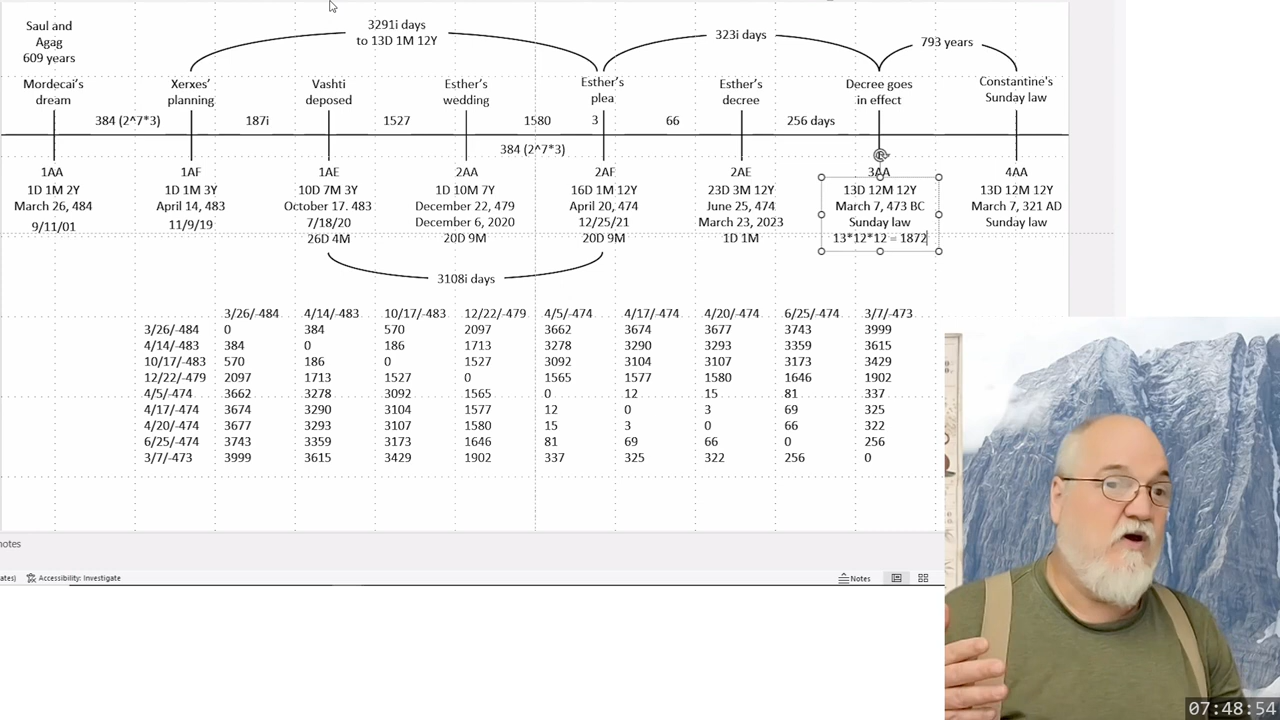 Saul and
Agag
609 years
3291i days
to 13D 1M 12Y
323i days
793 years
Mordecai's
dream
Xerxes'
planning
Vashti
deposed
Esther's
wedding
Esther's
plea
Esther's
decree
Decree goes
in effect
Constantine's
Sunday law
384 (2^7*3) 187i 1527 1580 3 66 256 days
384 (2^7*3)
1AA 1AF 1AE 2AA 2AF 2AE 3AA 4AA
1D 1M 2Y 1D 1M 3Y 10D 7M 3Y 1D 10M 7Y 16D 1M 12Y 23D 3M 12Y 13D 12M 12Y 13D 12M 12Y
March 26, 484 April 14, 483 October 17. 483 December 22, 479 April 20, 474 June 25, 474 March 7, 473 BC March 7, 321 AD
9/11/01 11/9/19 7/18/20 December 6, 2020 12/25/21 March 23, 2023 Sunday law Sunday law
26D 4M 20D 9M 20D 9M 1D 1M 13*12*12 = 1872
3108i days
3/26/-484 4/14/-483 10/17/-483 12/22/-479 4/5/-474 4/17/-474 4/20/-474 6/25/-474 3/7/-473
3/26/-484 0 384 570 2097 3662 3674 3677 3743 3999
4/14/-483 384 0 186 1713 3278 3290 3293 3359 3615
10/17/-483 570 186 0 1527 3092 3104 3107 3173 3429
12/22/-479 2097 1713 1527 0 1565 1577 1580 1646 1902
4/5/-474 3662 3278 3092 1565 0 12 15 81 337
4/17/-474 3674 3290 3104 1577 12 0 3 69 325
4/20/-474 3677 3293 3107 1580 15 3 0 66 322
6/25/-474 3743 3359 3173 1646 81 69 66 0 256
3/7/-473 3999 3615 3429 1902 337 325 322 256 0
notes
ates) Accessibility: Investigate Notes
07:48:54